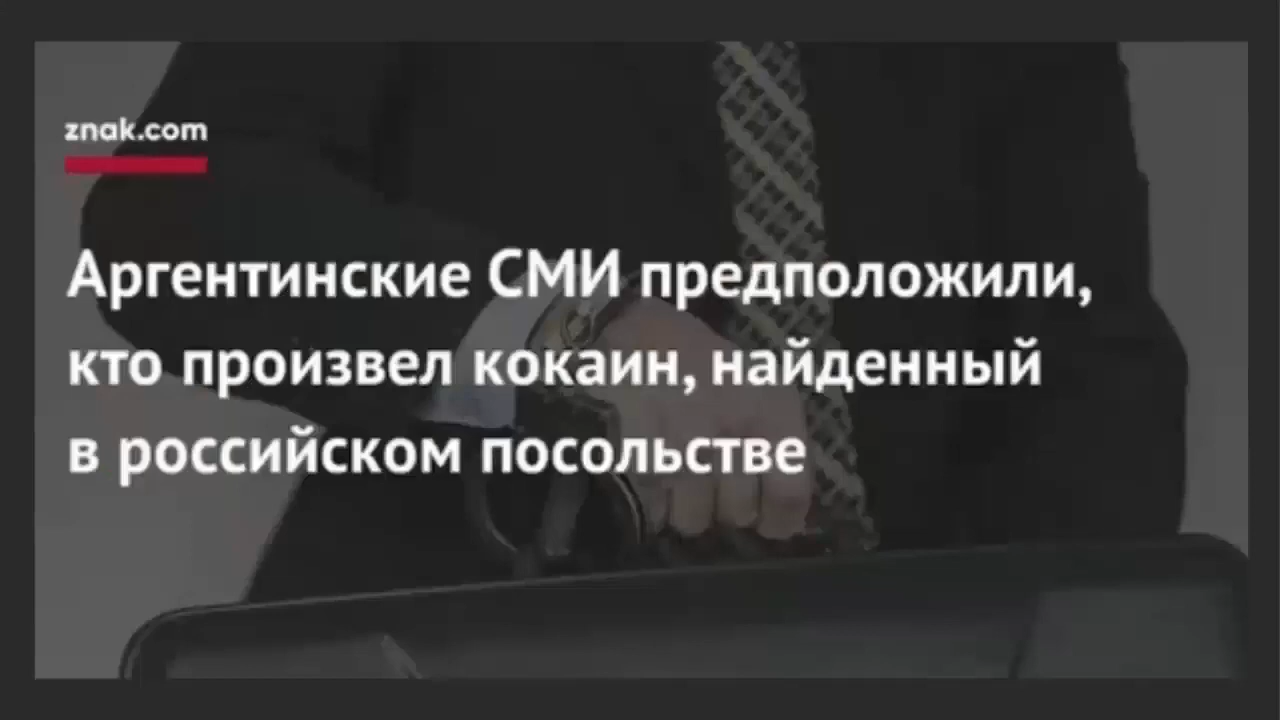 znak.com
Аргентинские СМИ предположили,
кто произвел кокаин, найденный
в российском посольстве